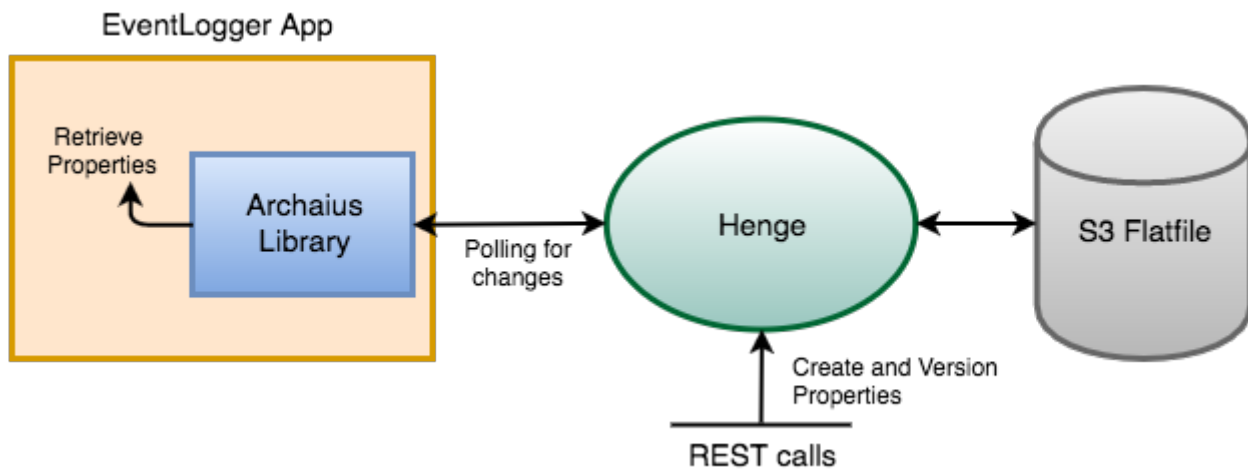 EventLogger App
Retrieve
Properties
Archaius
Library
Polling for
changes
Henge
S3 Flatfile
Create and Version
Properties
REST calls